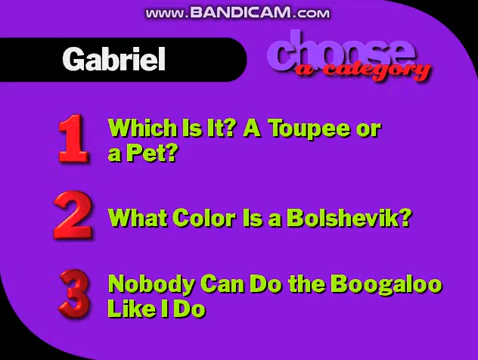 www.BANDICAM.com
Gabriel
choose
a category
1 Which Is It? A Toupee or
a Pet?
2 What Color Is a Bolshevik?
3 Nobody Can Do the Boogaloo
Like I Do